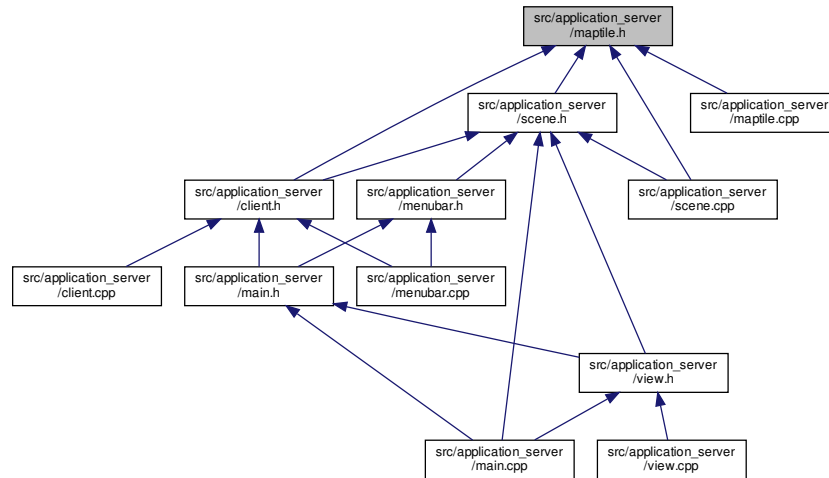 src/application_server
/maptile.h
src/application_server
/scene.h
src/application_server
/maptile.cpp
src/application_server
/client.h
src/application_server
/menubar.h
src/application_server
/scene.cpp
src/application_server
/client.cpp
src/application_server
/main.h
src/application_server
/menubar.cpp
src/application_server
/view.h
src/application_server
/main.cpp
src/application_server
/view.cpp